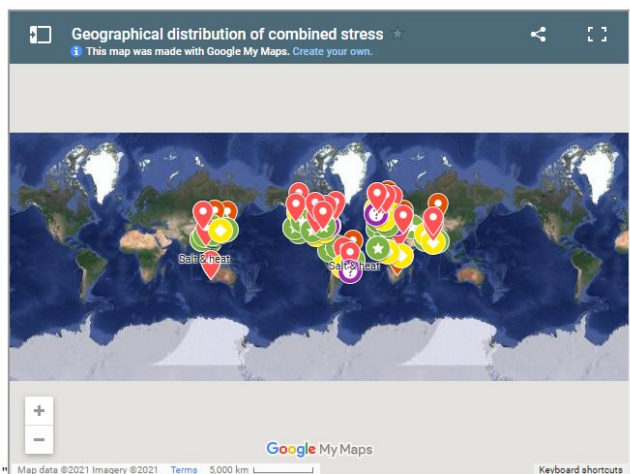 Geographical distribution of combined stress
This map was made with Google My Maps. Create your own.
Salt & heat
Salt & heat
?
?
+
−
Google My Maps
" Map data ©2021 Imagery ©2021 Terms 5,000 km Keyboard shortcuts